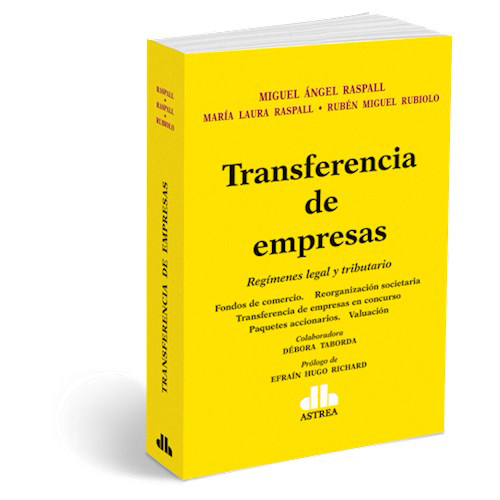 MIGUEL ÁNGEL RASPALL
MARÍA LAURA RASPALL • RUBÉN MIGUEL RUBIOLO
Transferencia
de
empresas
Regímenes legal y tributario
Fondos de comercio. Reorganización societaria
Transferencia de empresas en concurso
Paquetes accionarios. Valuación
Colaboradora
DÉBORA TABORDA
Prólogo de
EFRAÍN HUGO RICHARD
ASTREA
RASPALL
•
RASPALL
•
RUBIOLO
TRANSFERENCIA DE EMPRESAS